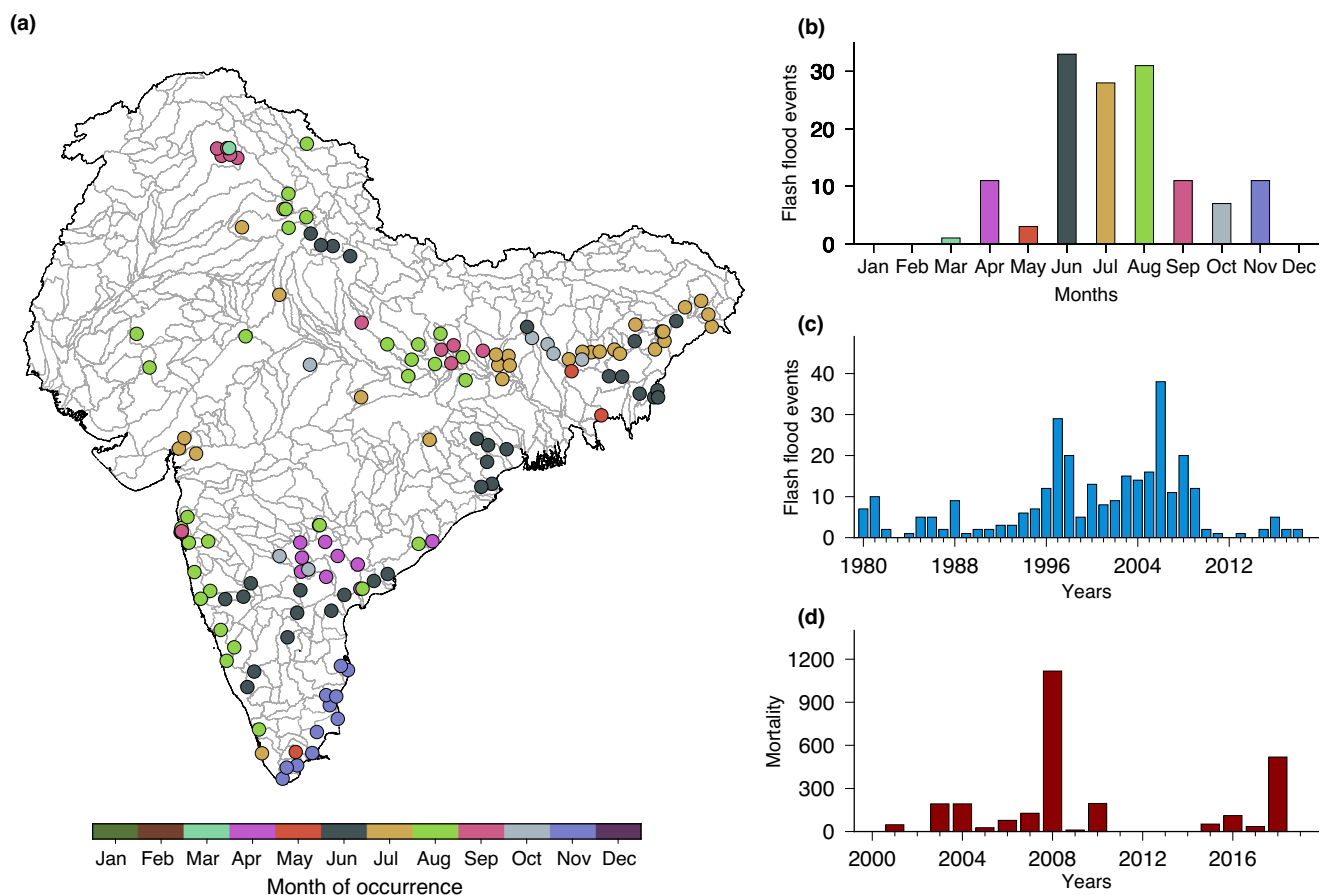 (a)
Jan Feb Mar Apr May Jun Jul Aug Sep Oct Nov Dec
Month of occurrence
(b)
Flash flood events
30
20
10
0
Jan Feb Mar Apr May Jun Jul Aug Sep Oct Nov Dec
Months
(c)
Flash flood events
40
30
20
10
0
1980 1988 1996 2004 2012
Years
(d)
Mortality
1200
900
600
300
0
2000 2004 2008 2012 2016
Years